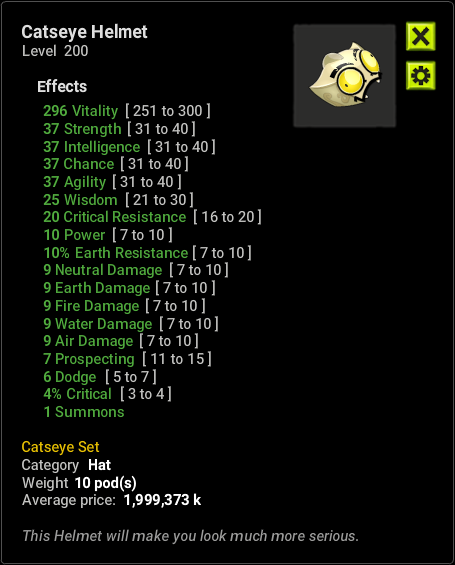 Catseye Helmet
Level 200
Effects
296 Vitality [ 251 to 300 ]
37 Strength [ 31 to 40 ]
37 Intelligence [ 31 to 40 ]
37 Chance [ 31 to 40 ]
37 Agility [ 31 to 40 ]
25 Wisdom [ 21 to 30 ]
20 Critical Resistance [ 16 to 20 ]
10 Power [ 7 to 10 ]
10% Earth Resistance [ 7 to 10 ]
9 Neutral Damage [ 7 to 10 ]
9 Earth Damage [ 7 to 10 ]
9 Fire Damage [ 7 to 10 ]
9 Water Damage [ 7 to 10 ]
9 Air Damage [ 7 to 10 ]
7 Prospecting [ 11 to 15 ]
6 Dodge [ 5 to 7 ]
4% Critical [ 3 to 4 ]
1 Summons
Catseye Set
Category Hat
Weight 10 pod(s)
Average price: 1,999,373 k
This Helmet will make you look much more serious.